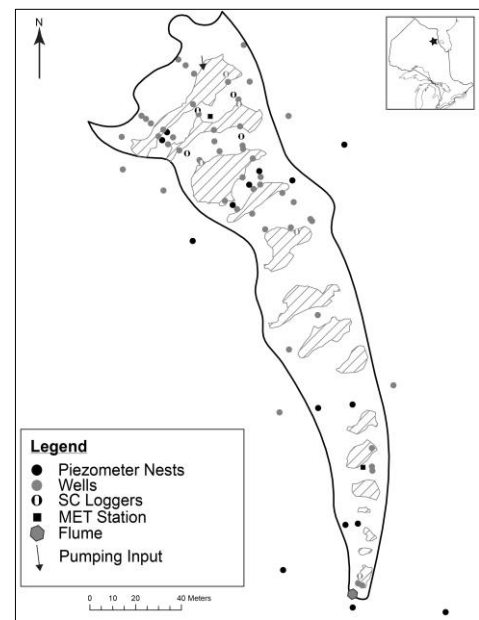 N
Legend
Piezometer Nests
Wells
SC Loggers
MET Station
Flume
Pumping Input
0 10 20 40 Meters